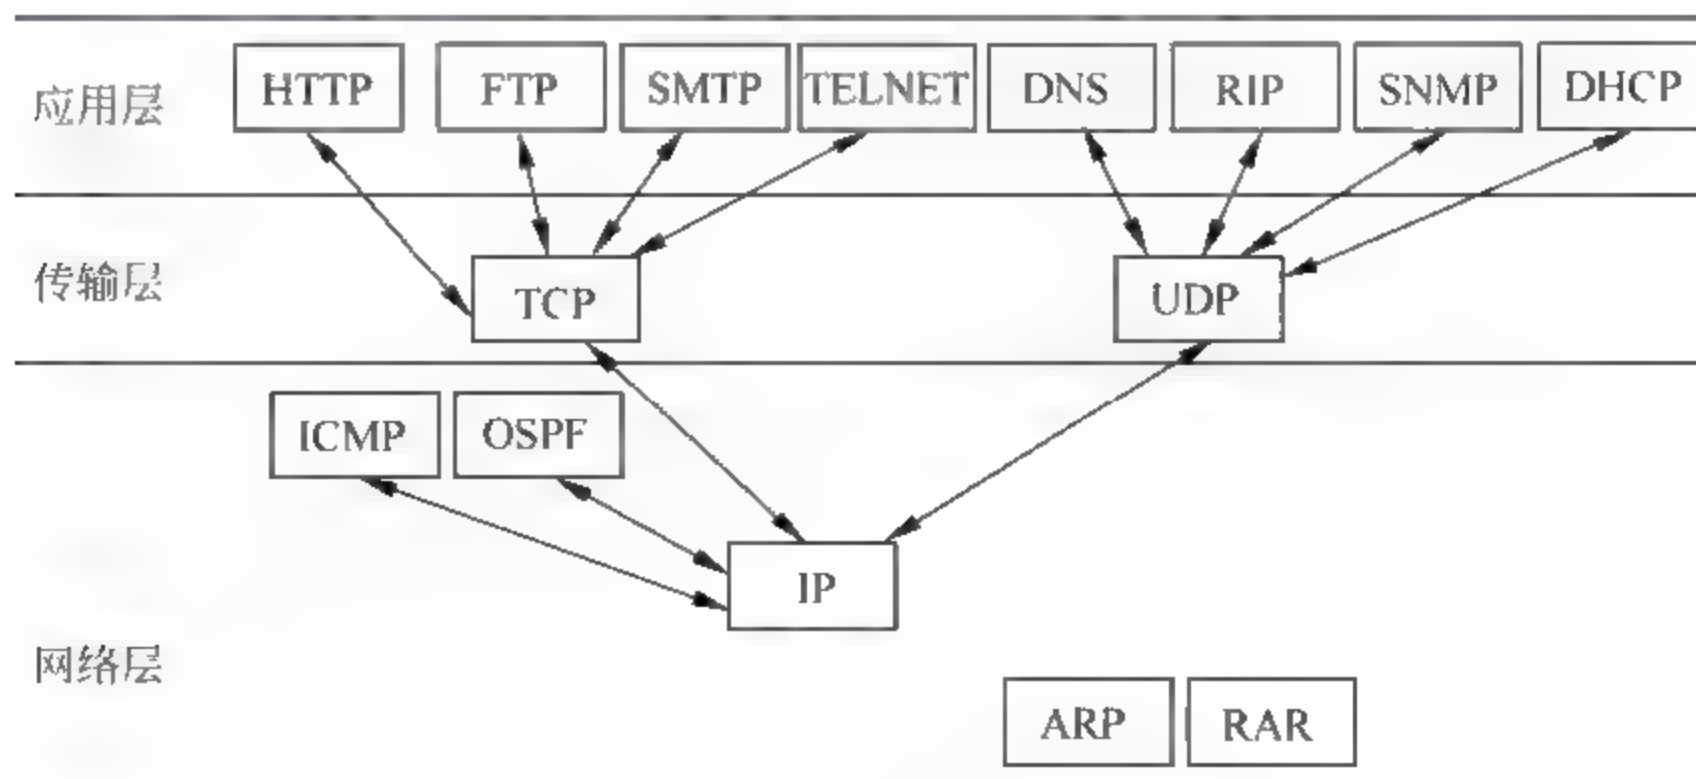 应用层 HTTP FTP SMTP TELNET DNS RIP SNMP DHCP
传输层 TCP UDP
ICMP OSPF
IP
网络层
ARP RAR